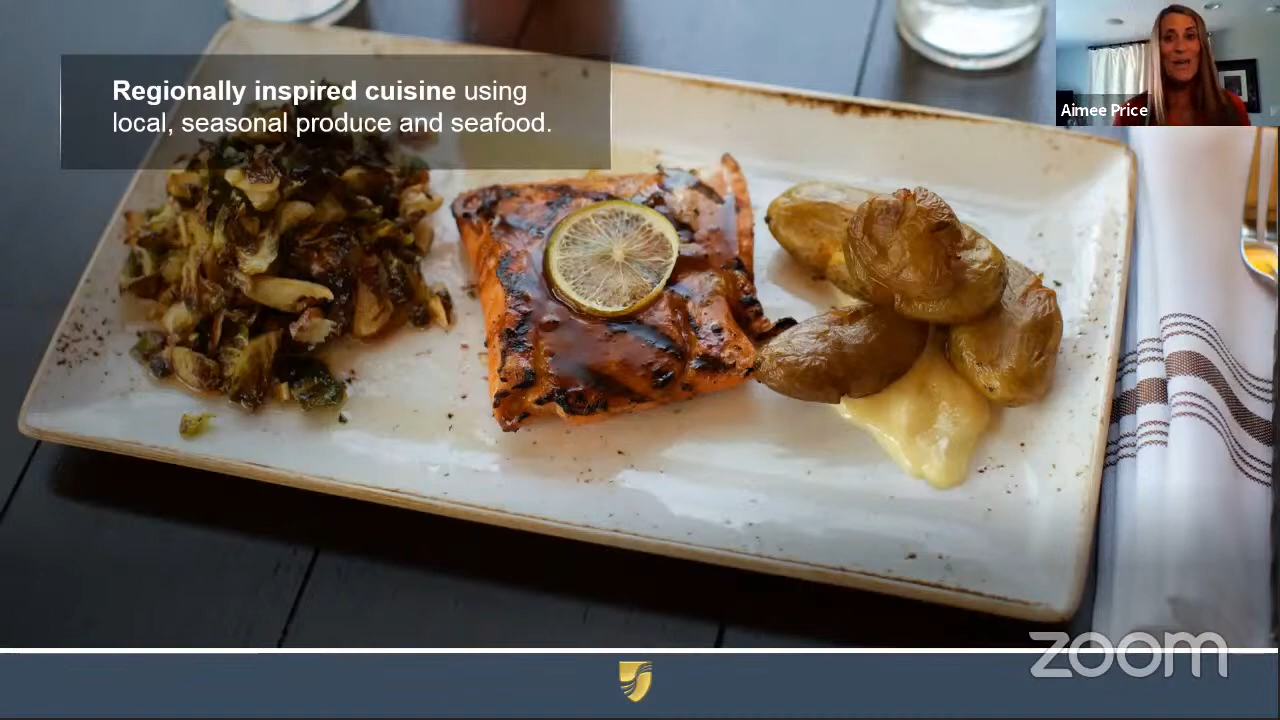 Regionally inspired cuisine using
local, seasonal produce and seafood.
Aimee Price
zoom